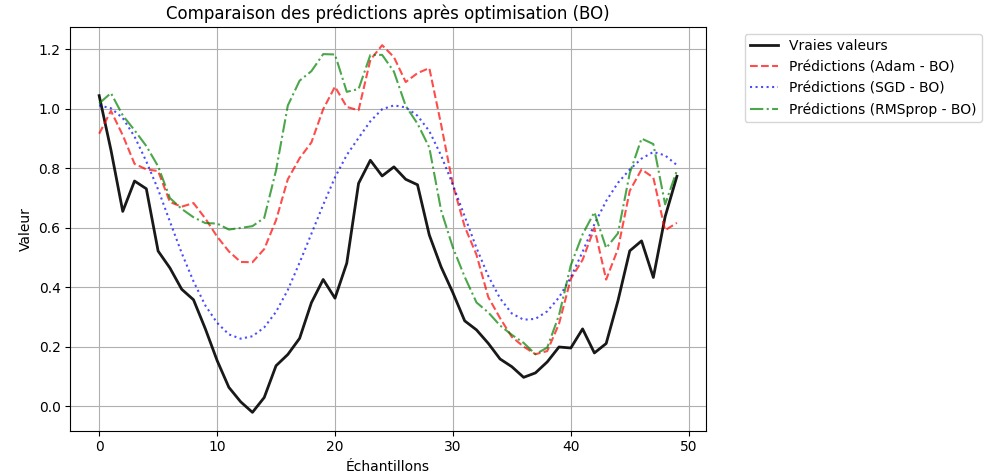 Comparaison des prédictions après optimisation (BO)
Vraies valeurs
Prédictions (Adam - BO)
Prédictions (SGD - BO)
Prédictions (RMSprop - BO)
Valeur
1.2
1.0
0.8
0.6
0.4
0.2
0.0
0 10 20 30 40 50
Échantillons